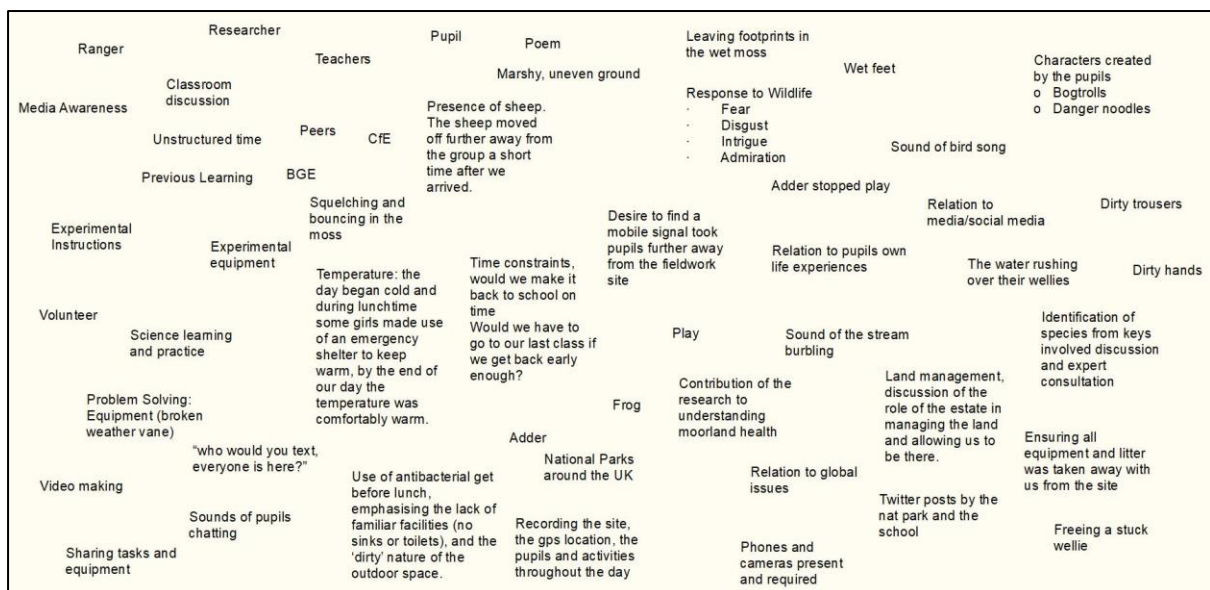 Researcher
Ranger
Teachers
Pupil
Poem
Marshy, uneven ground
Leaving footprints in
the wet moss
Wet feet
Characters created
by the pupils
o Bogtrolls
o Danger noodles
Media Awareness
Classroom
discussion
Unstructured time
Peers
CfE
Presence of sheep.
The sheep moved
off further away from
the group a short
time after we
arrived.
Response to Wildlife
· Fear
· Disgust
· Intrigue
· Admiration
Sound of bird song
Previous Learning
BGE
Adder stopped play
Squelching and
bouncing in the
moss
Desire to find a
mobile signal took
pupils further away
from the fieldwork
site
Relation to
media/social media
Dirty trousers
Experimental
Instructions
Experimental
equipment
Relation to pupils own
life experiences
The water rushing
over their wellies
Dirty hands
Temperature: the
day began cold and
during lunchtime
some girls made use
of an emergency
shelter to keep
warm, by the end of
our day the
temperature was
comfortably warm.
Time constraints,
would we make it
back to school on
time
Would we have to
go to our last class if
we get back early
enough?
Volunteer
Science learning
and practice
Play
Sound of the stream
burbling
Identification of
species from keys
involved discussion
and expert
consultation
Problem Solving:
Equipment (broken
weather vane)
Frog
Contribution of the
research to
understanding
moorland health
Land management,
discussion of the
role of the estate in
managing the land
and allowing us to
be there.
“who would you text,
everyone is here?”
Adder
National Parks
around the UK
Relation to global
issues
Ensuring all
equipment and litter
was taken away with
us from the site
Video making
Sounds of pupils
chatting
Use of antibacterial get
before lunch,
emphasising the lack of
familiar facilities (no
sinks or toilets), and the
‘dirty’ nature of the
outdoor space.
Recording the site,
the gps location, the
pupils and activities
throughout the day
Twitter posts by the
nat park and the
school
Sharing tasks and
equipment
Phones and
cameras present
and required
Freeing a stuck
wellie